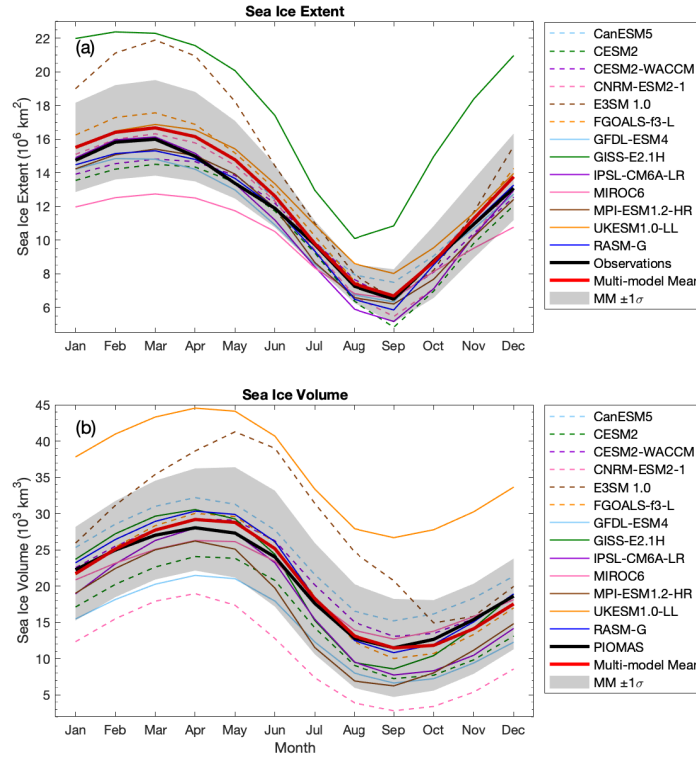 Sea Ice Extent
(a)
Sea Ice Extent (10⁶ km²)
22
20
18
16
14
12
10
8
6
Jan Feb Mar Apr May Jun Jul Aug Sep Oct Nov Dec
CanESM5
CESM2
CESM2-WACCM
CNRM-ESM2-1
E3SM 1.0
FGOALS-f3-L
GFDL-ESM4
GISS-E2.1H
IPSL-CM6A-LR
MIROC6
MPI-ESM1.2-HR
UKESM1.0-LL
RASM-G
Observations
Multi-model Mean
MM ±1σ
Sea Ice Volume
(b)
Sea Ice Volume (10³ km³)
45
40
35
30
25
20
15
10
5
Jan Feb Mar Apr May Jun Jul Aug Sep Oct Nov Dec
Month
CanESM5
CESM2
CESM2-WACCM
CNRM-ESM2-1
E3SM 1.0
FGOALS-f3-L
GFDL-ESM4
GISS-E2.1H
IPSL-CM6A-LR
MIROC6
MPI-ESM1.2-HR
UKESM1.0-LL
RASM-G
PIOMAS
Multi-model Mean
MM ±1σ